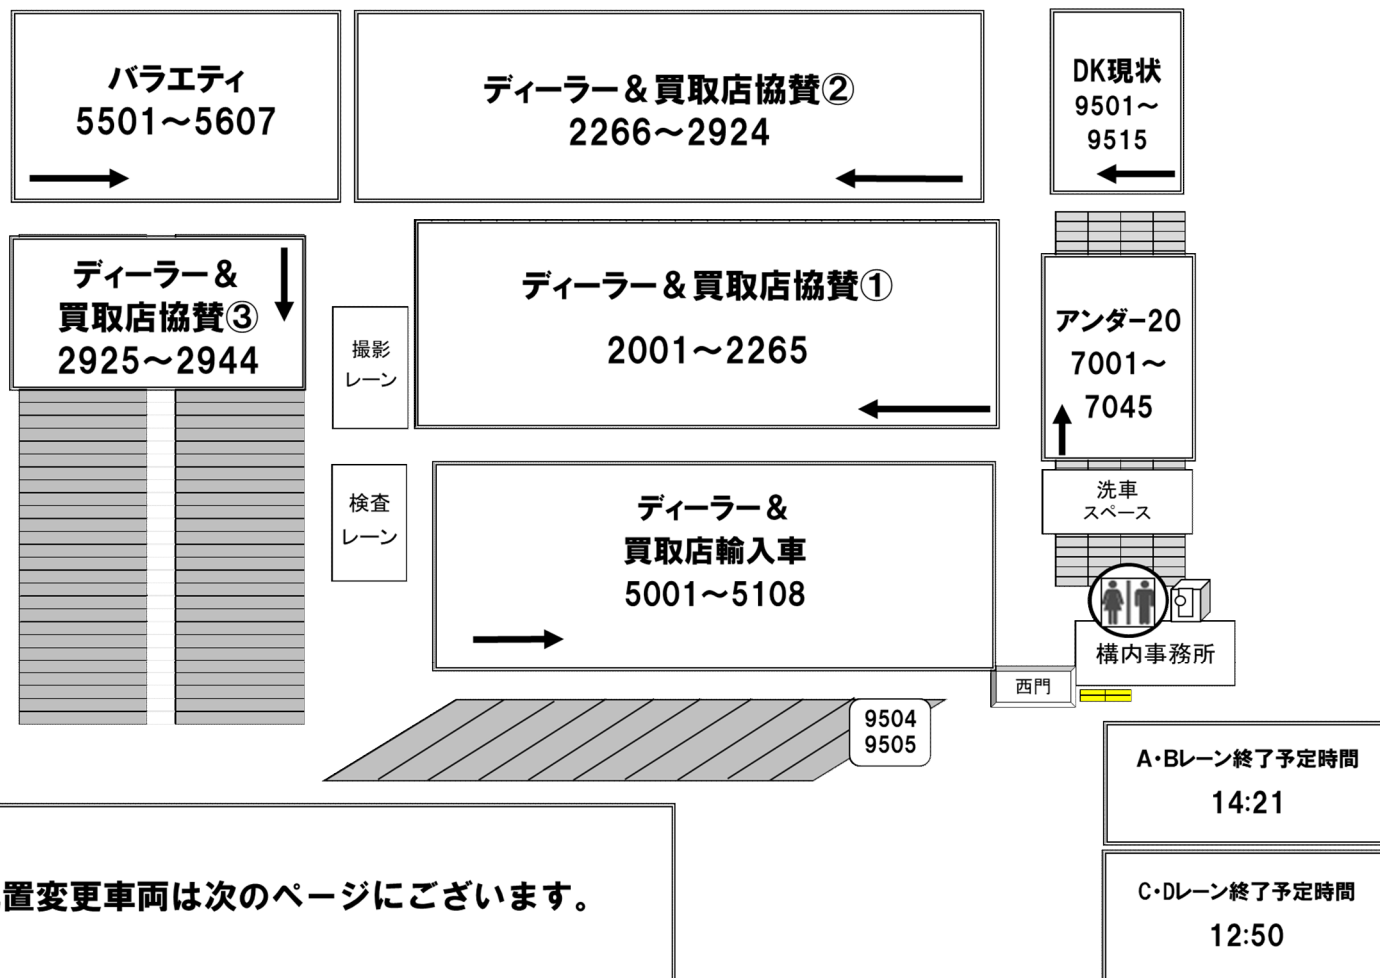 バラエティ
5501～5607
ディーラー＆買取店協賛②
2266～2924
DK現状
9501～
9515
ディーラー＆
買取店協賛③
2925～2944
撮影
レーン
ディーラー＆買取店協賛①
2001～2265
アンダー20
7001～
7045
検査
レーン
ディーラー＆
買取店輸入車
5001～5108
洗車
スペース
構内事務所
西門
9504
9505
A・Bレーン終了予定時間
14:21
置変更車両は次のページにございます。
C・Dレーン終了予定時間
12:50